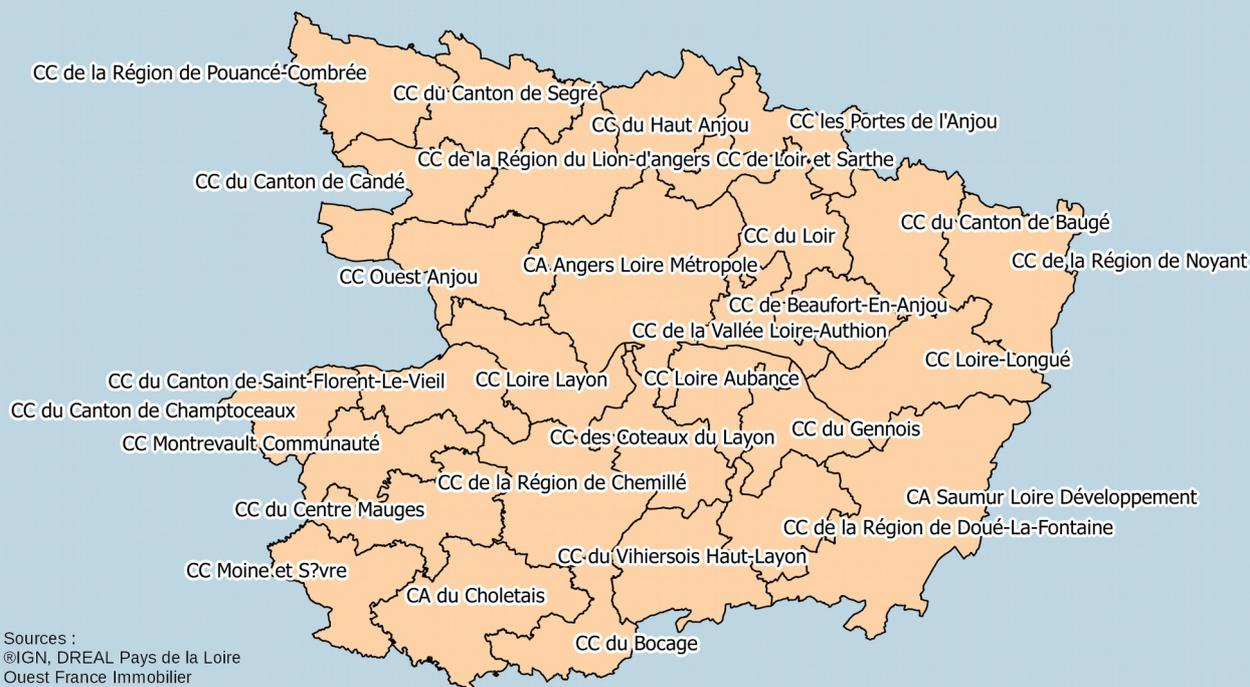 CC de la Région de Pouancé-Combrée
CC du Canton de Segré
CC du Haut Anjou
CC les Portes de l'Anjou
CC de la Région du Lion-d'angers
CC de Loir et Sarthe
CC du Canton de Candé
CC du Canton de Baugé
CC du Loir
CC de la Région de Noyant
CA Angers Loire Métropole
CC Ouest Anjou
CC de Beaufort-En-Anjou
CC de la Vallée Loire-Authion
CC Loire-Longué
CC du Canton de Saint-Florent-Le-Vieil
CC Loire Layon
CC Loire Aubance
CC du Canton de Champtoceaux
CC du Gennois
CC des Coteaux du Layon
CC Montrevault Communauté
CC de la Région de Chemillé
CA Saumur Loire Développement
CC du Centre Mauges
CC de la Région de Doué-La-Fontaine
CC du Vihiersois Haut-Layon
CC Moine et S?vre
CA du Choletais
CC du Bocage
Sources :
®IGN, DREAL Pays de la Loire
Ouest France Immobilier